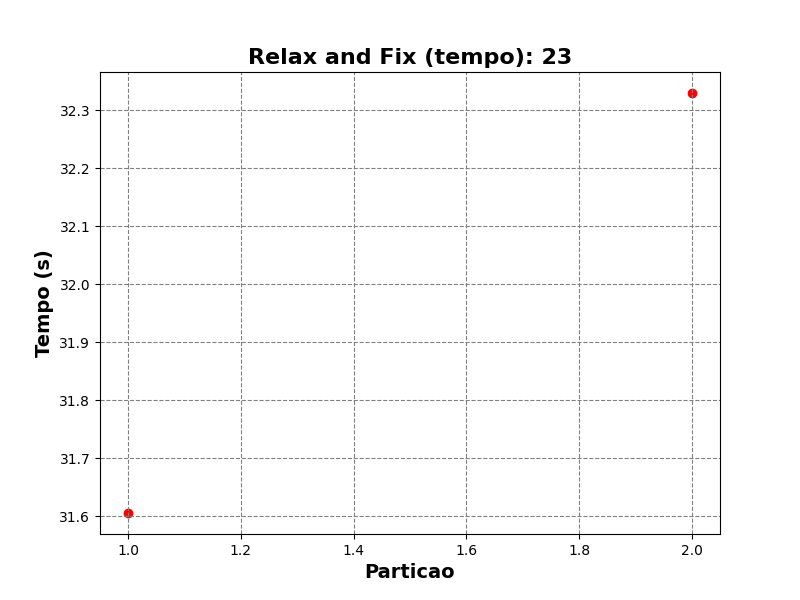 Relax and Fix (tempo): 23
32.3
32.2
32.1
32.0
31.9
31.8
31.7
31.6
Tempo (s)
1.0 1.2 1.4 1.6 1.8 2.0
Particao